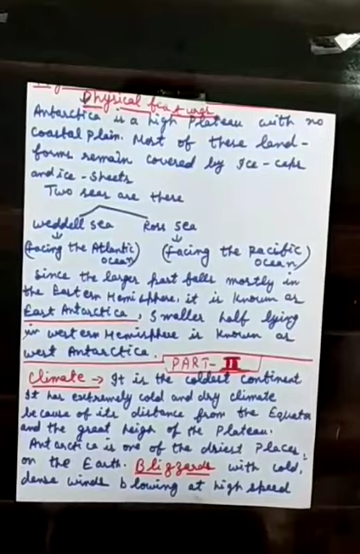 Physical features
Antarctica is a high Plateau with no
coastal Plain. Most of these land-
forms remain covered by Ice-caps
and ice-sheets
Two seas are there
Weddell sea Ross sea
(facing the Atlantic ocean) (facing the pacific ocean)
Since the larger part falls mostly in
the Eastern Hemisphere, it is known as
East Antarctica, Smaller half lying
in western Hemisphere is known as
west Antarctica.
PART-II
Climate → It is the coldest continent
It has extremely cold and dry climate
because of its distance from the Equator
and the great heigh of the Plateau.
Antarctica is one of the driest Places,
on the Earth. Blizzards with cold,
dense winds blowing at high speed